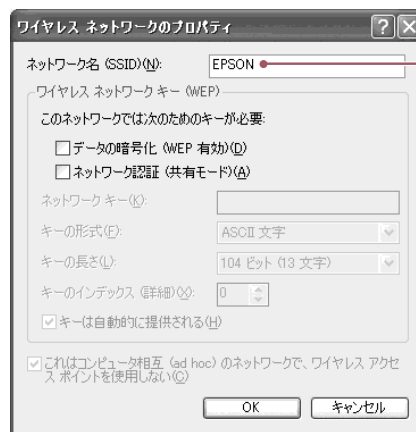 ワイヤレス ネットワークのプロパティ
ネットワーク名 (SSID)(N): EPSON
ワイヤレス ネットワーク キー (WEP)
このネットワークでは次のためのキーが必要:
データの暗号化 (WEP 有効)(D)
ネットワーク認証 (共有モード)(A)
ネットワーク キー(K):
キーの形式(F): ASCII 文字
キーの長さ(L): 104 ビット (13 文字)
キーのインデックス (詳細)(X): 0
キーは自動的に提供される(H)
これはコンピュータ相互 (ad hoc) のネットワークで、ワイヤレス アクセ
ス ポイントを使用しない(C)
OK キャンセル